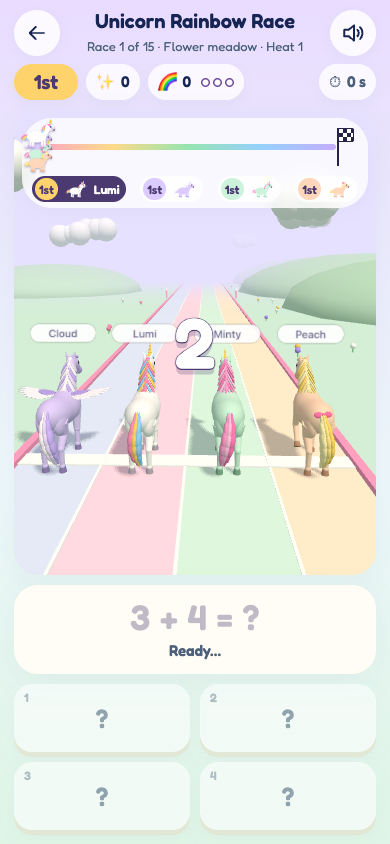 Unicorn Rainbow Race
Race 1 of 15 · Flower meadow · Heat 1
1st
0
0
0 s
1st Lumi
1st
1st
1st
Cloud
Lumi
Minty
Peach
2
3 + 4 = ?
Ready...
1
?
2
?
3
?
4
?